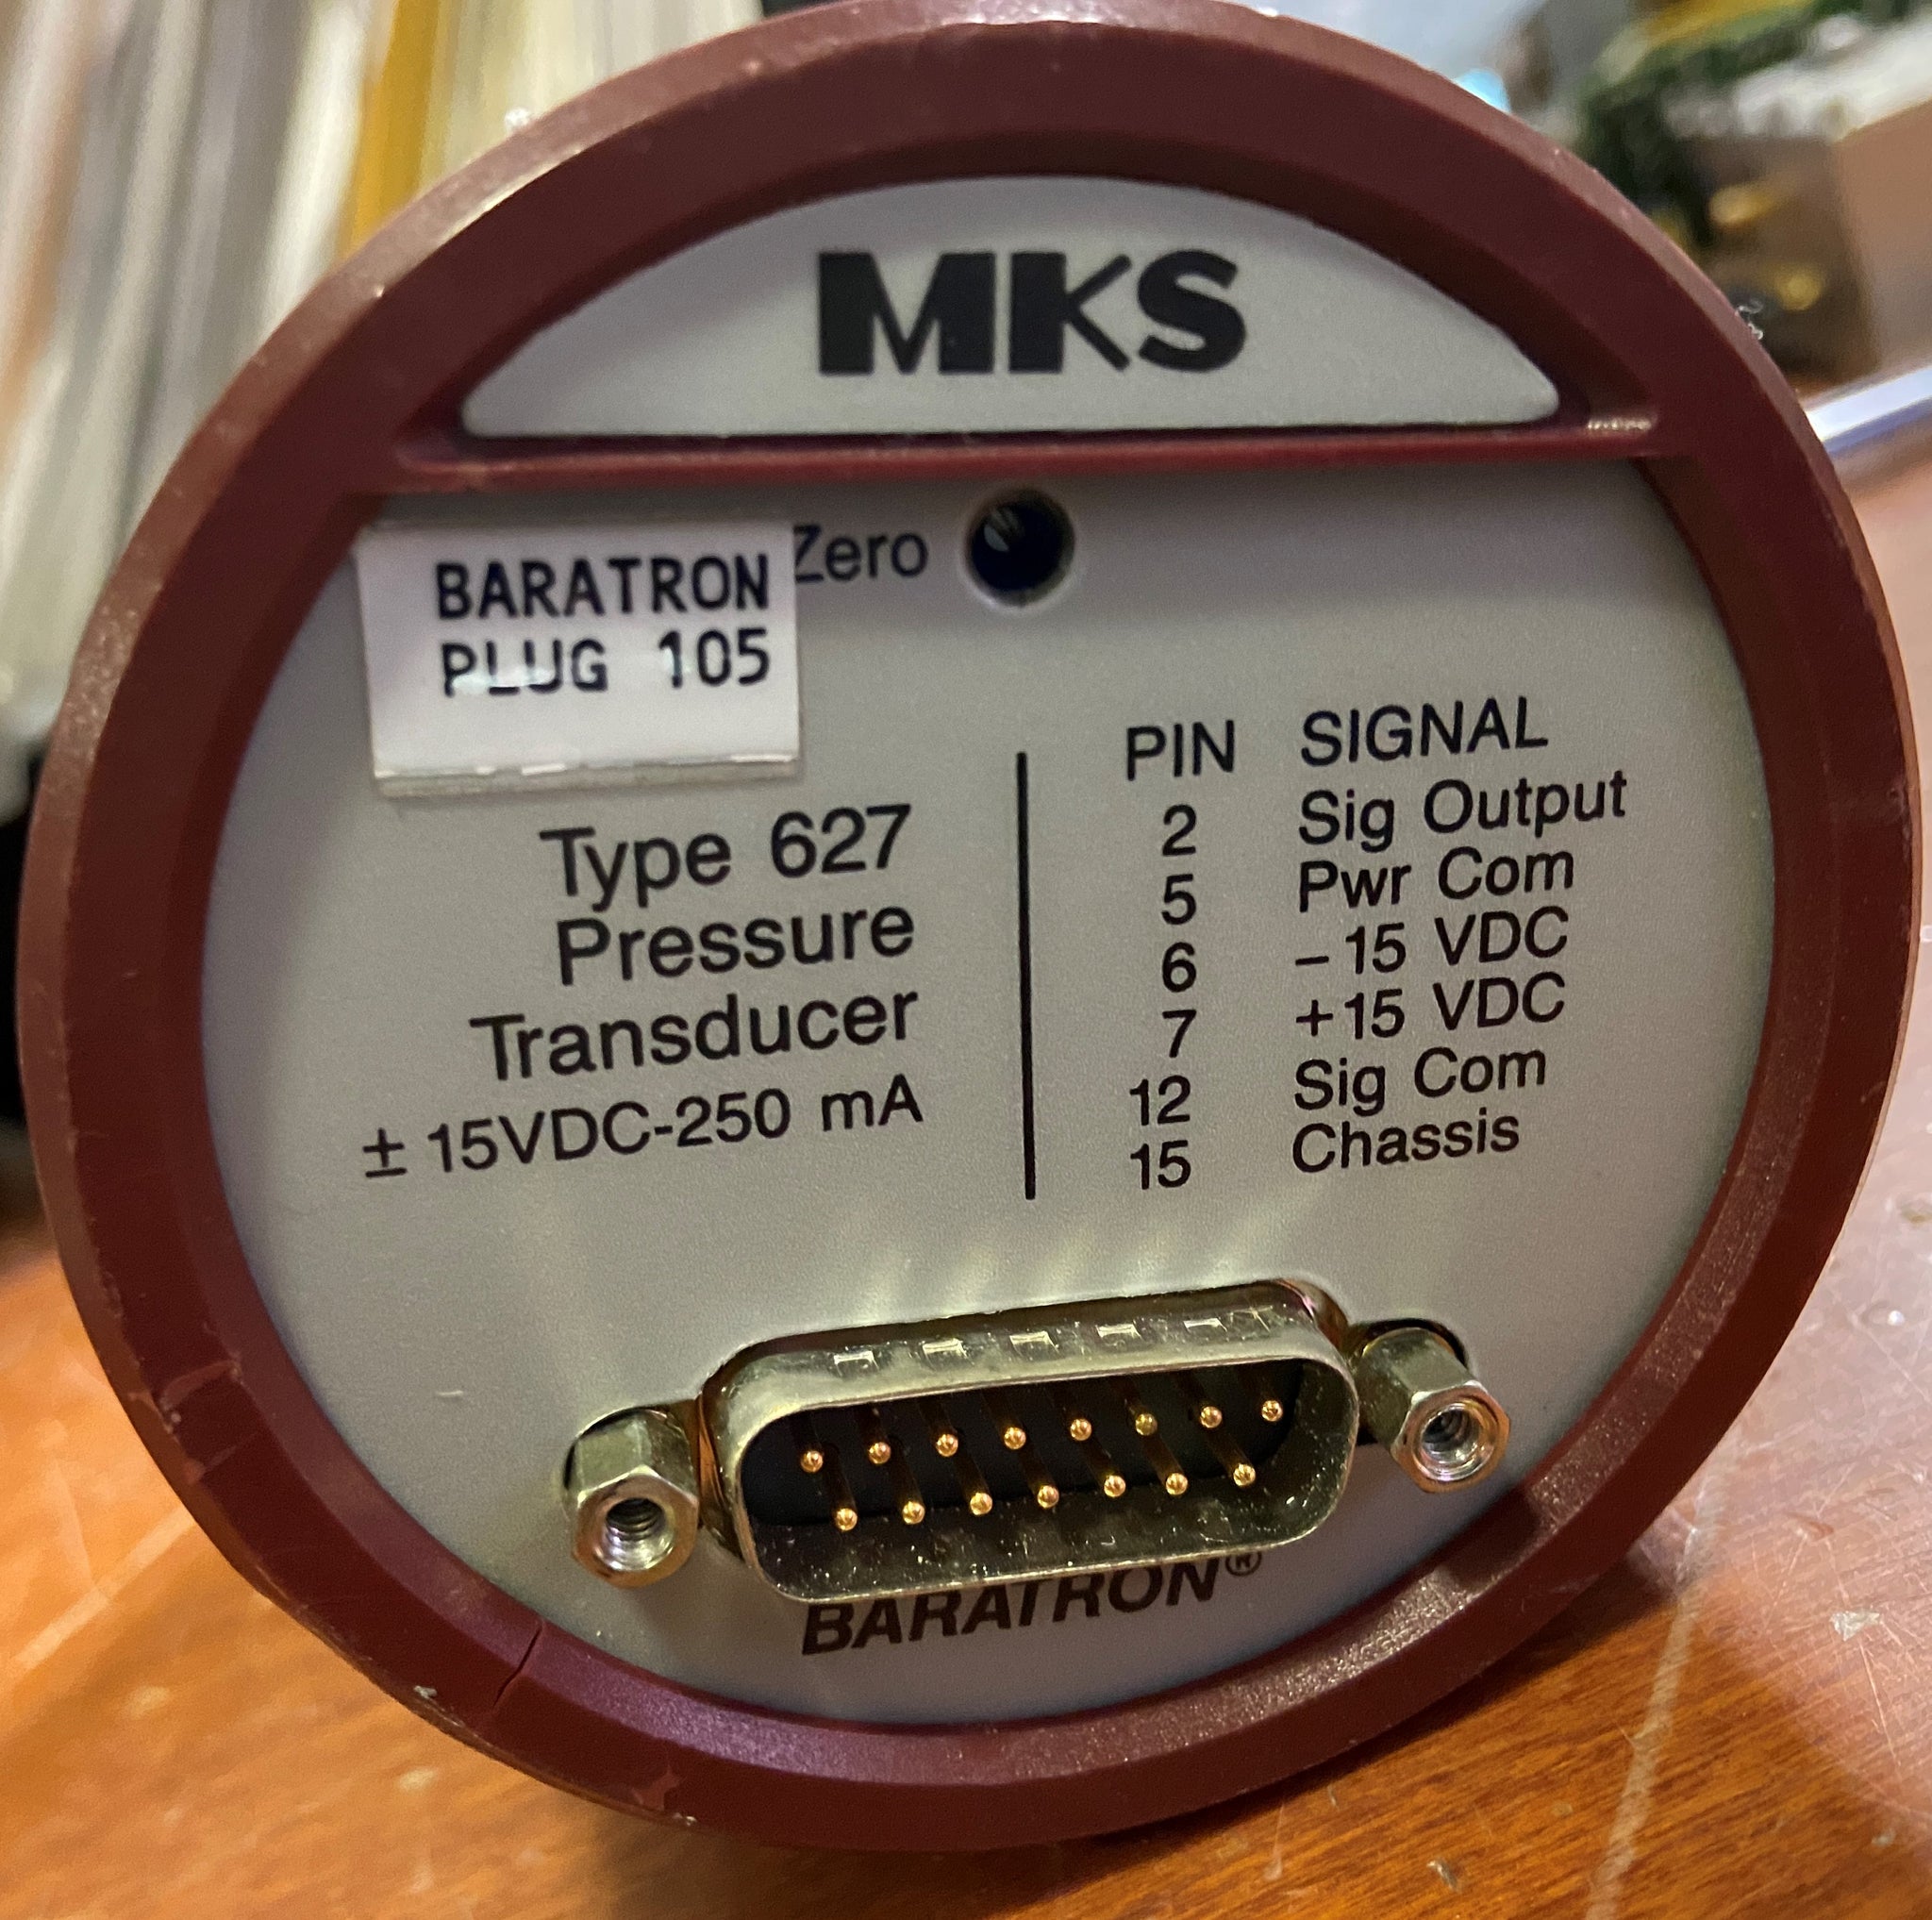 MKS
Zero
BARATRON
PLUG 105
Type 627
Pressure
Transducer
± 15VDC-250 mA
PIN SIGNAL
2 Sig Output
5 Pwr Com
6 – 15 VDC
7 +15 VDC
12 Sig Com
15 Chassis
BARATRON®